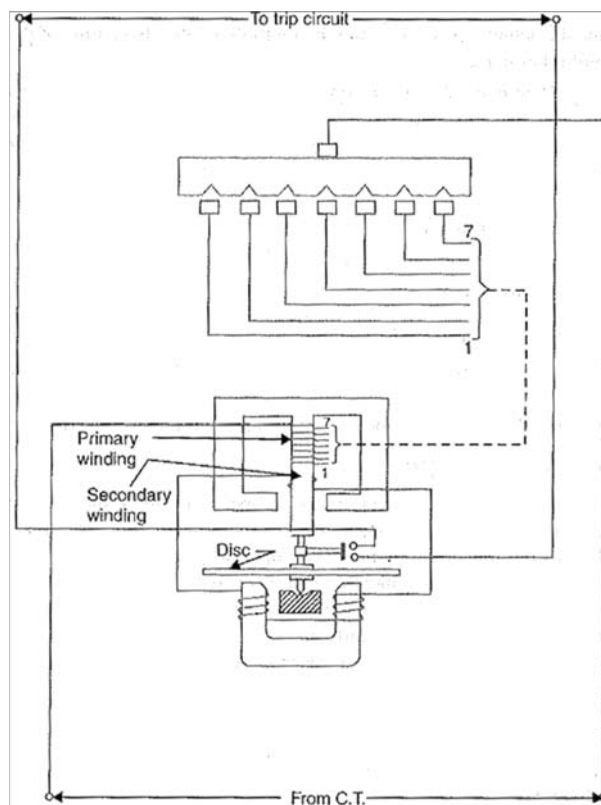 To trip circuit
7
1
Primary
winding
7
1
Secondary
winding
Disc
From C.T.